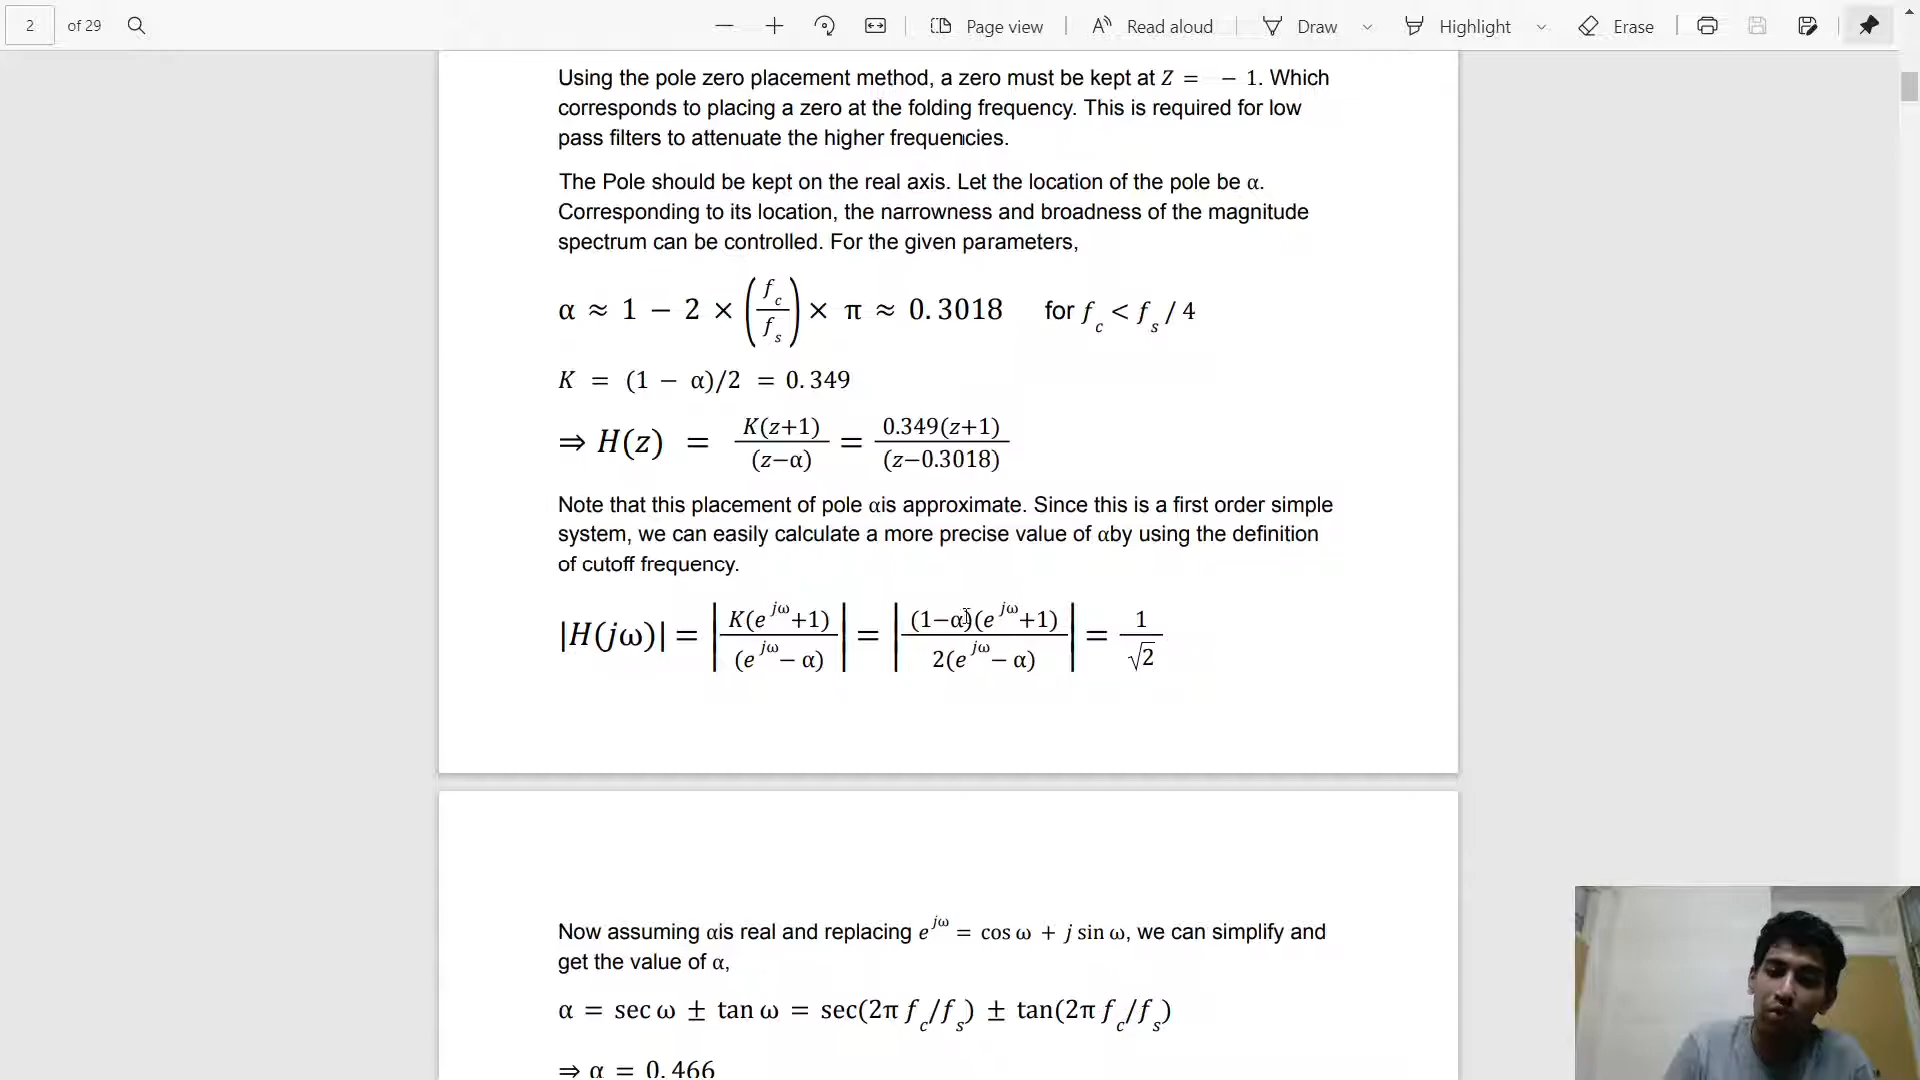 2 of 29 Page view Read aloud Draw Highlight Erase
Using the pole zero placement method, a zero must be kept at Z = − 1. Which
corresponds to placing a zero at the folding frequency. This is required for low
pass filters to attenuate the higher frequencies.
The Pole should be kept on the real axis. Let the location of the pole be α.
Corresponding to its location, the narrowness and broadness of the magnitude
spectrum can be controlled. For the given parameters,
α ≈ 1 − 2 × (f_c/f_s) × π ≈ 0.3018 for f_c < f_s / 4
K = (1 − α)/2 = 0.349
⇒ H(z) = K(z+1)/(z−α) = 0.349(z+1)/(z−0.3018)
Note that this placement of pole αis approximate. Since this is a first order simple
system, we can easily calculate a more precise value of αby using the definition
of cutoff frequency.
|H(jω)| = |K(e^{jω}+1)/(e^{jω}− α)| = |(1−α)(e^{jω}+1)/2(e^{jω}− α)| = 1/√2
Now assuming αis real and replacing e^{jω} = cos ω + j sin ω, we can simplify and
get the value of α,
α = sec ω ± tan ω = sec(2π f_c/f_s) ± tan(2π f_c/f_s)
⇒ α = 0.466